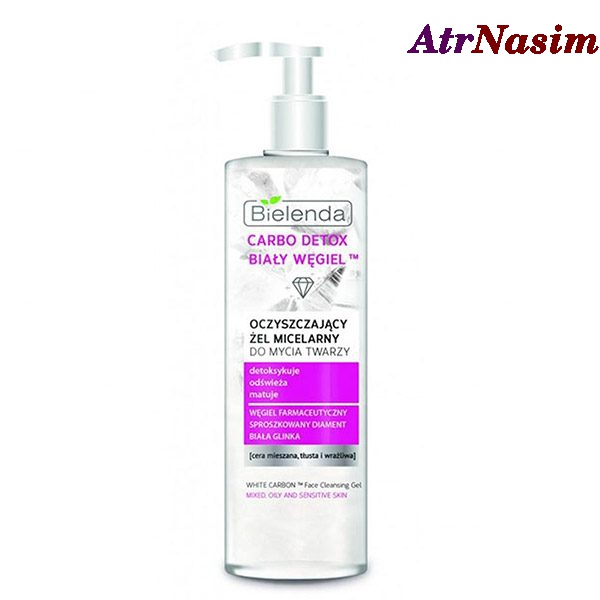 AtrNasim
Bielenda
CARBO DETOX
BIAŁY WĘGIEL™
OCZYSZCZAJĄCY
ŻEL MICELARNY
DO MYCIA TWARZY
detoksykuje
odświeża
matuje
WĘGIEL FARMACEUTYCZNY
SPROSZKOWANY DIAMENT
BIAŁA GLINKA
[cera mieszana, tłusta i wrażliwa]
WHITE CARBON™ Face Cleansing Gel
MIXED, OILY AND SENSITIVE SKIN